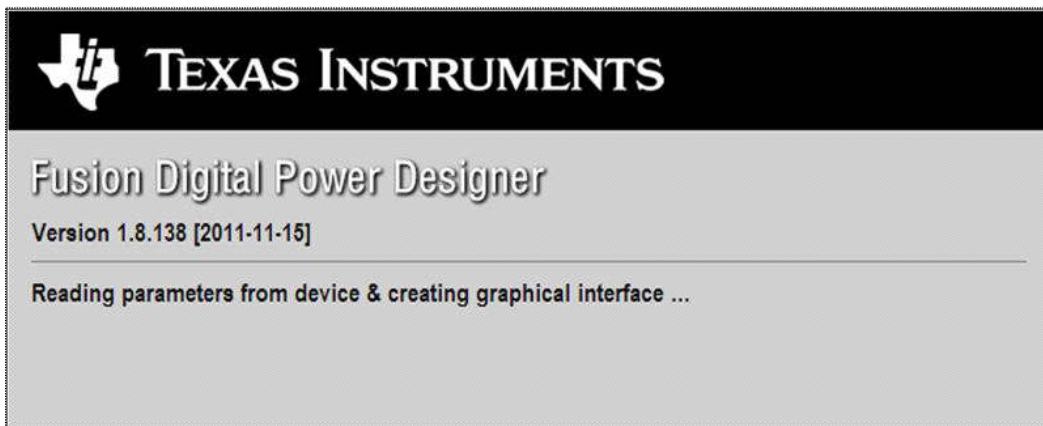 TEXAS INSTRUMENTS
Fusion Digital Power Designer
Version 1.8.138 [2011-11-15]
Reading parameters from device & creating graphical interface ...